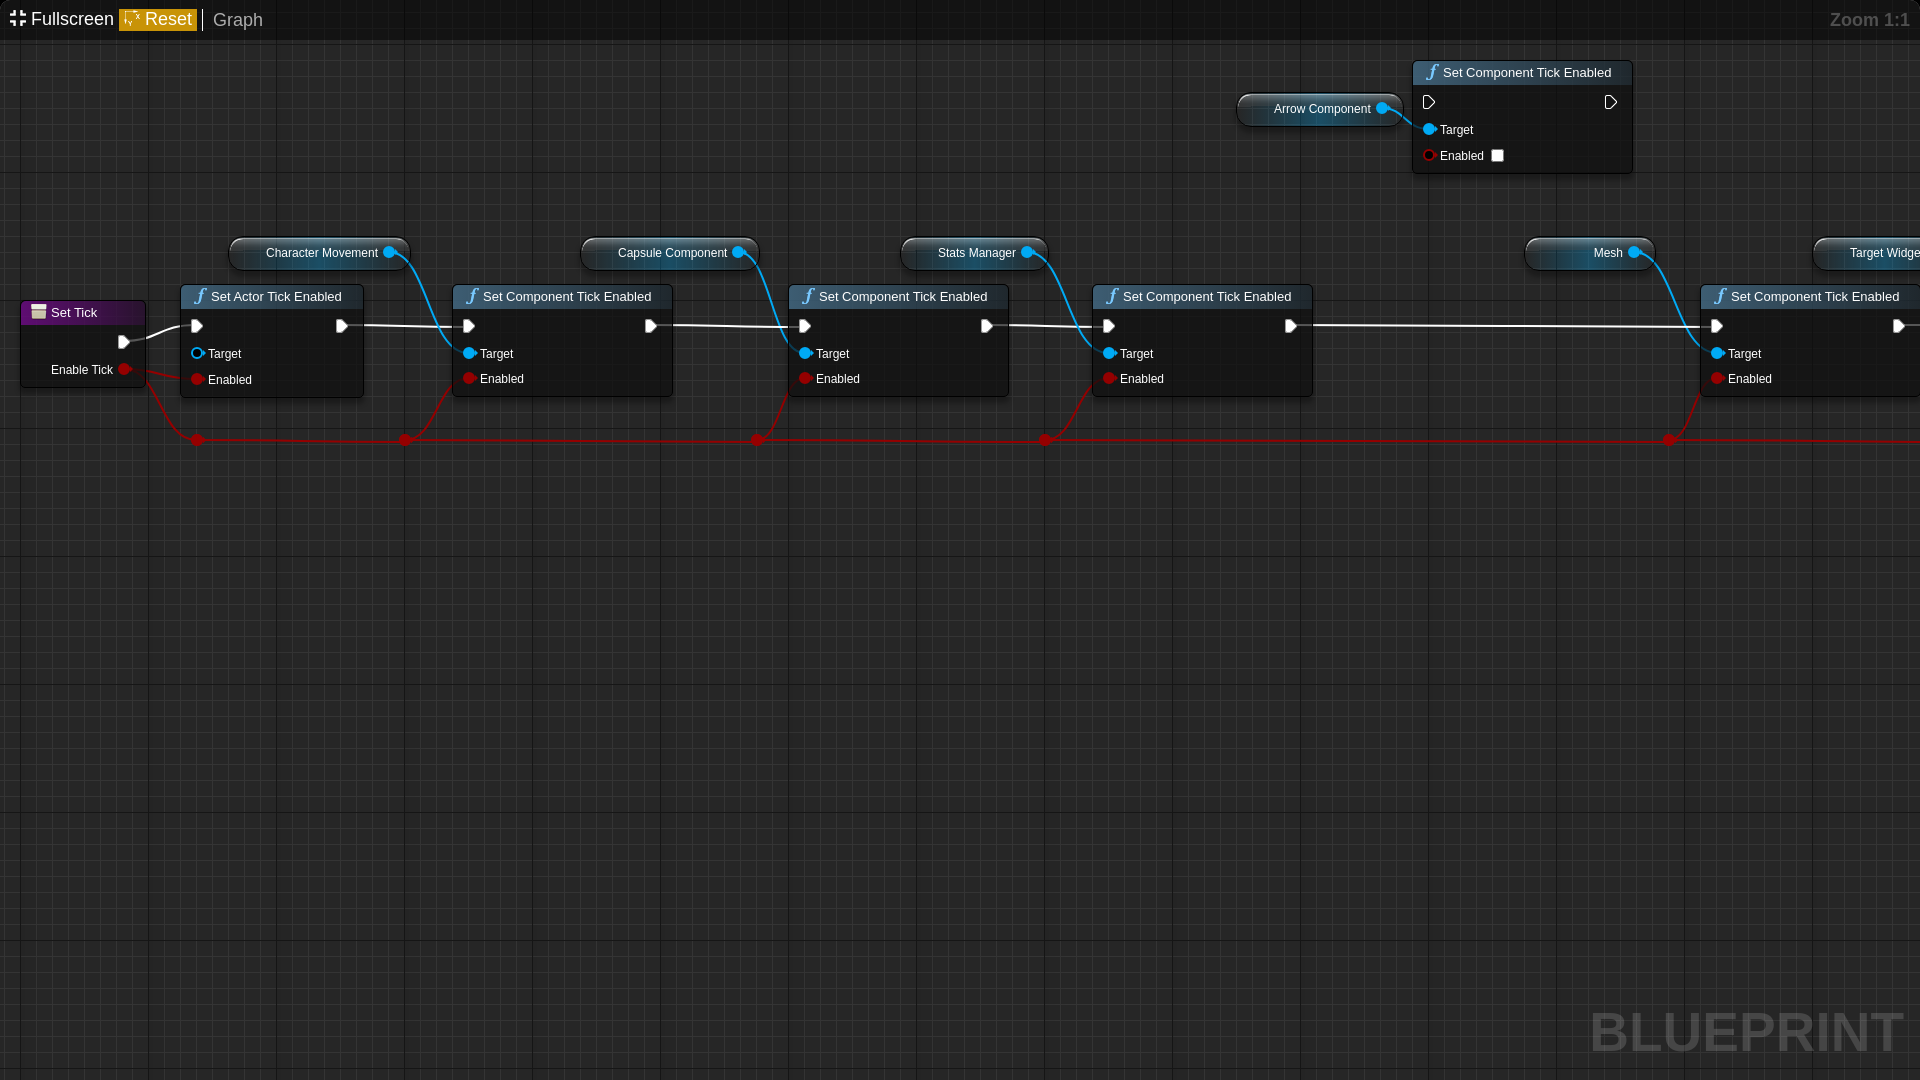 Fullscreen Reset Graph Zoom 1:1
Set Component Tick Enabled
Arrow Component
Target
Enabled
Character Movement
Capsule Component
Stats Manager
Mesh
Target Widge
Set Tick
Enable Tick
Set Actor Tick Enabled
Target
Enabled
Set Component Tick Enabled
Target
Enabled
Set Component Tick Enabled
Target
Enabled
Set Component Tick Enabled
Target
Enabled
Set Component Tick Enabled
Target
Enabled
BLUEPRINT